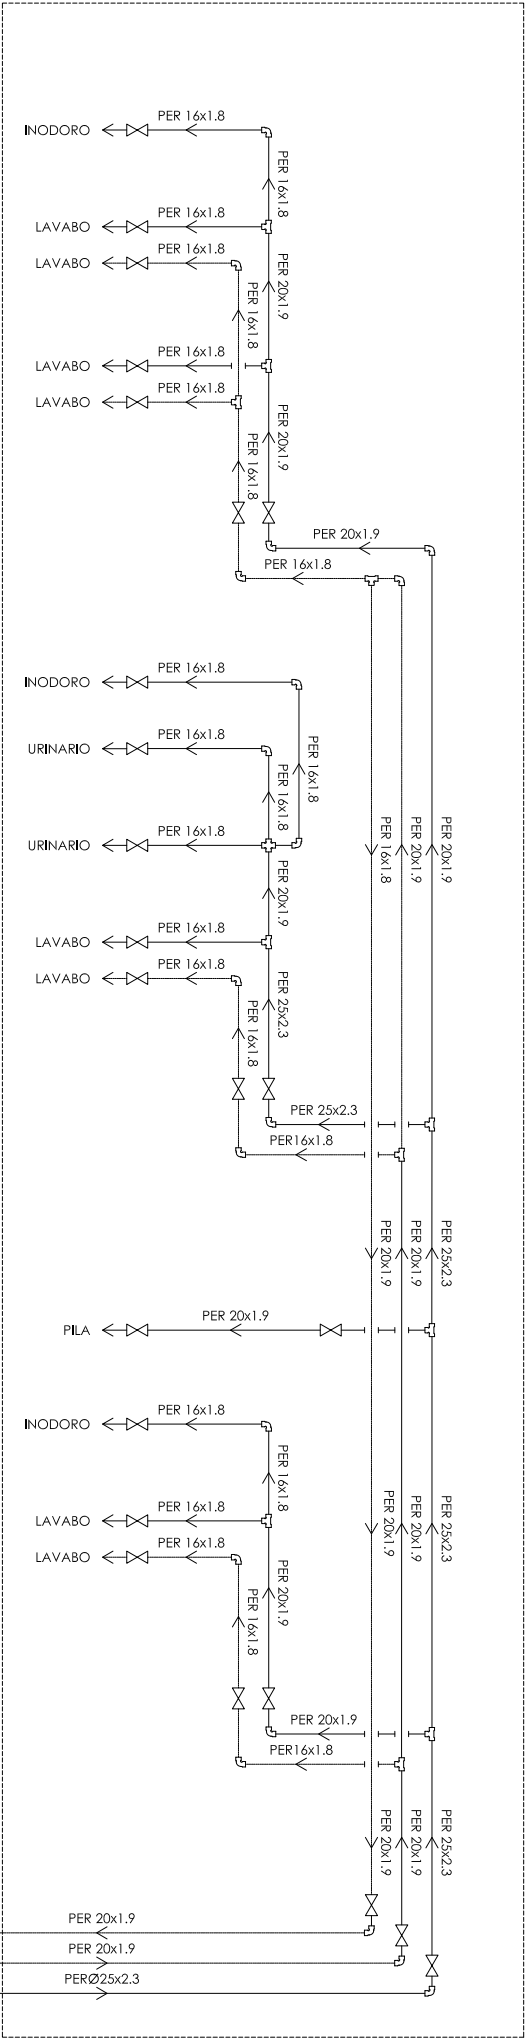 PER 16x1.8
INODORO
PER 16x1.8
PER 16x1.8
LAVABO
PER 16x1.8
LAVABO
PER 20x1.9
PER 16x1.8
PER 16x1.8
LAVABO
PER 16x1.8
LAVABO
PER 20x1.9
PER 16x1.8
PER 20x1.9
PER 16x1.8
PER 16x1.8
INODORO
PER 16x1.8
URINARIO
PER 16x1.8
PER 16x1.8
PER 16x1.8
URINARIO
PER 16x1.8
PER 20x1.9
PER 20x1.9
PER 20x1.9
PER 16x1.8
LAVABO
PER 16x1.8
LAVABO
PER 25x2.3
PER 16x1.8
PER 25x2.3
PER16x1.8
PER 20x1.9
PER 20x1.9
PER 25x2.3
PER 20x1.9
PILA
PER 16x1.8
INODORO
PER 16x1.8
PER 16x1.8
LAVABO
PER 16x1.8
LAVABO
PER 20x1.9
PER 20x1.9
PER 25x2.3
PER 20x1.9
PER 16x1.8
PER 20x1.9
PER16x1.8
PER 20x1.9
PER 20x1.9
PER 25x2.3
PER 20x1.9
PER 20x1.9
PERØ25x2.3